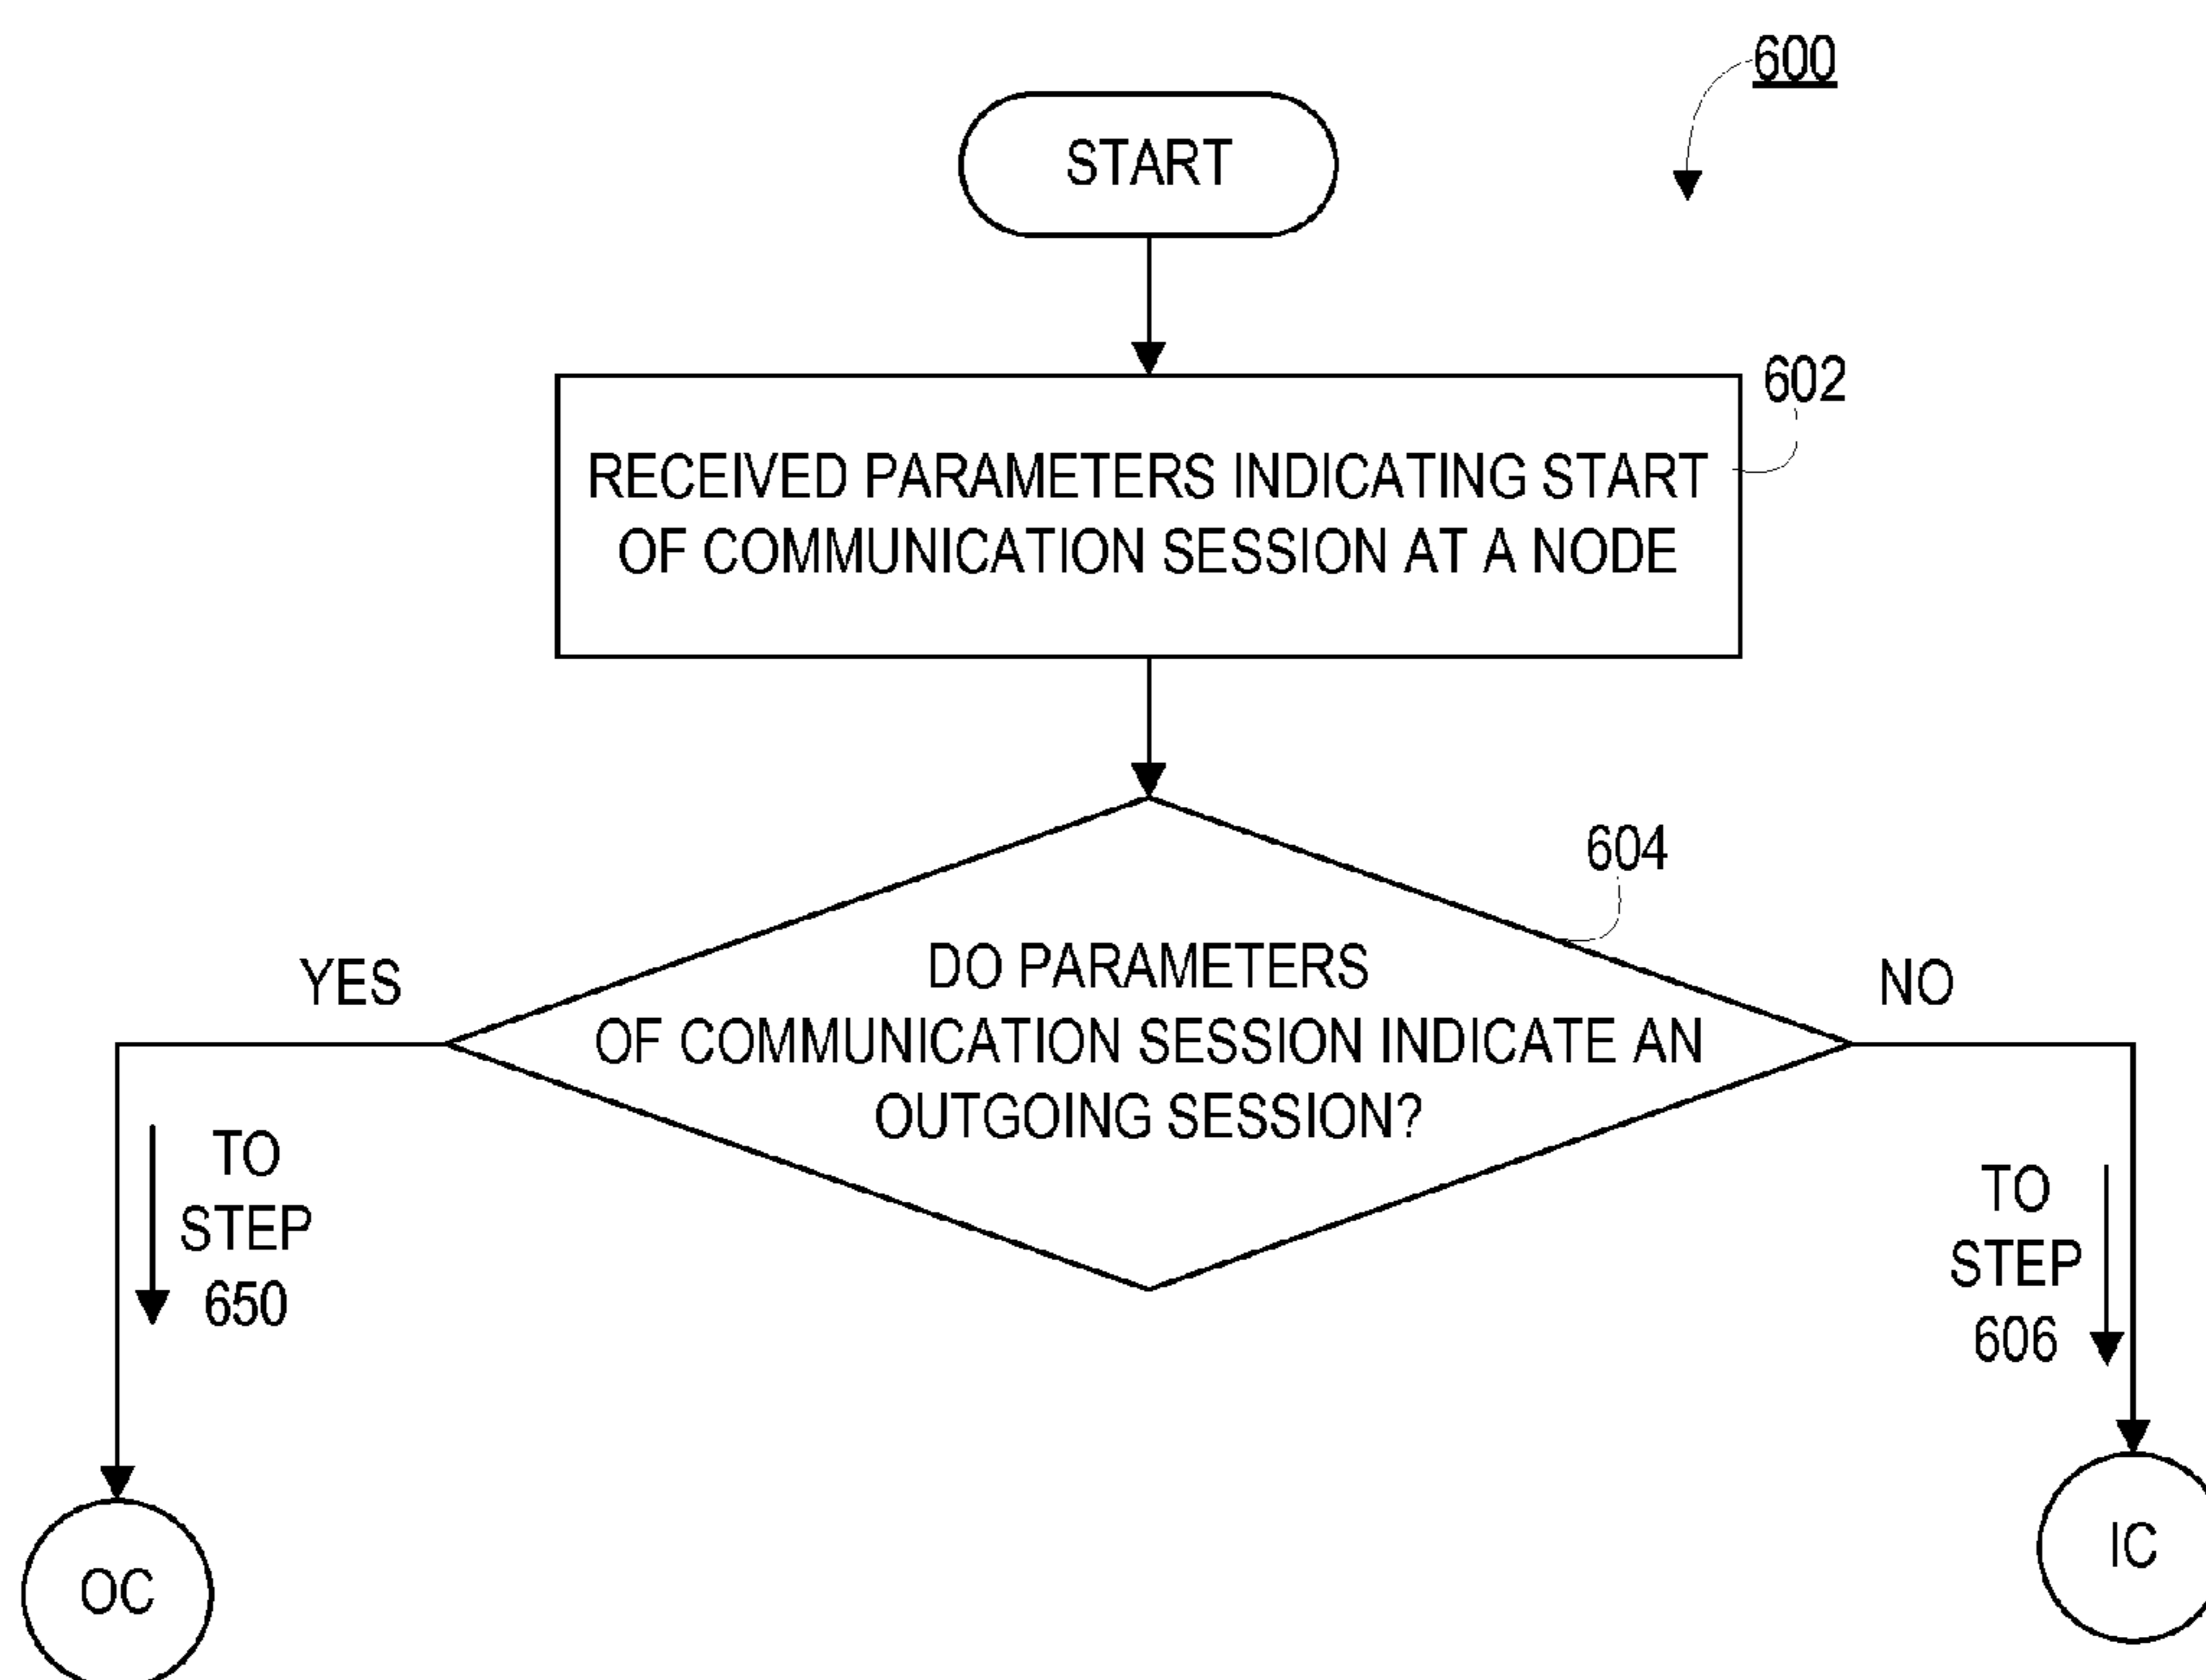 600
START
602
RECEIVED PARAMETERS INDICATING START
OF COMMUNICATION SESSION AT A NODE
604
DO PARAMETERS
OF COMMUNICATION SESSION INDICATE AN
OUTGOING SESSION?
YES
NO
TO
STEP
650
TO
STEP
606
OC
IC